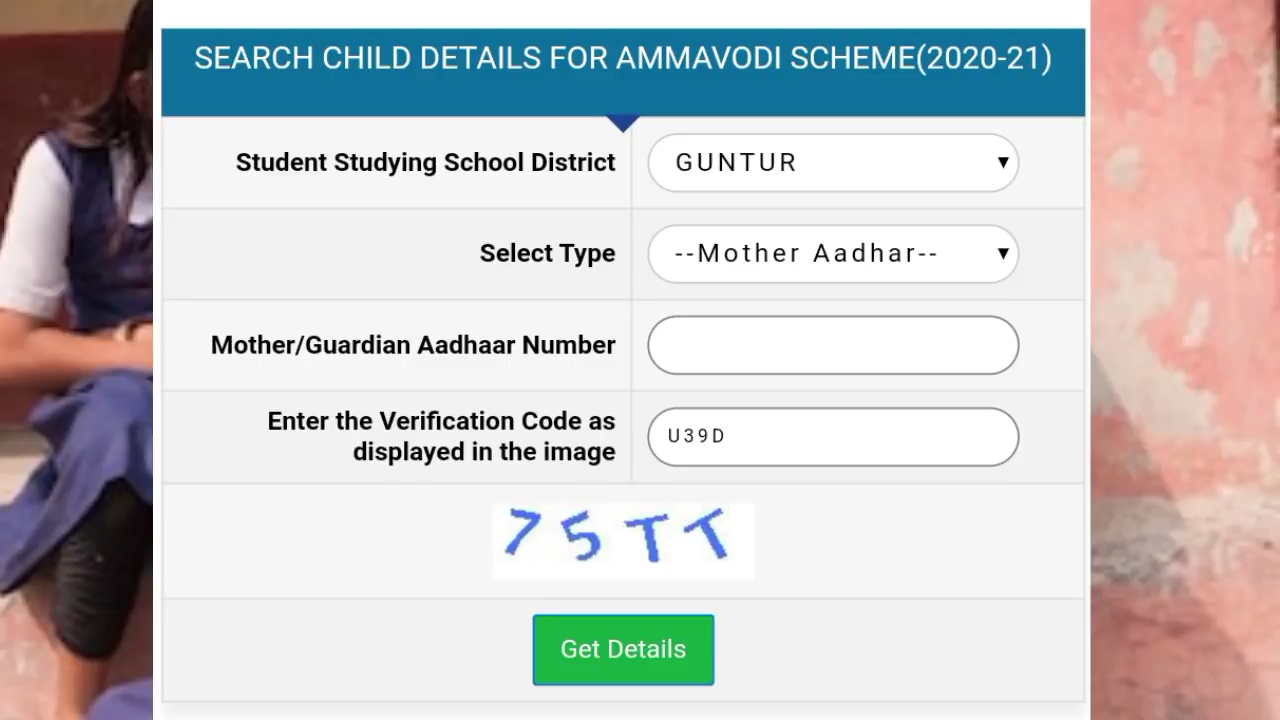 SEARCH CHILD DETAILS FOR AMMAVODI SCHEME(2020-21)
Student Studying School District
GUNTUR
Select Type
--Mother Aadhar--
Mother/Guardian Aadhaar Number
Enter the Verification Code as
displayed in the image
U39D
75TT
Get Details